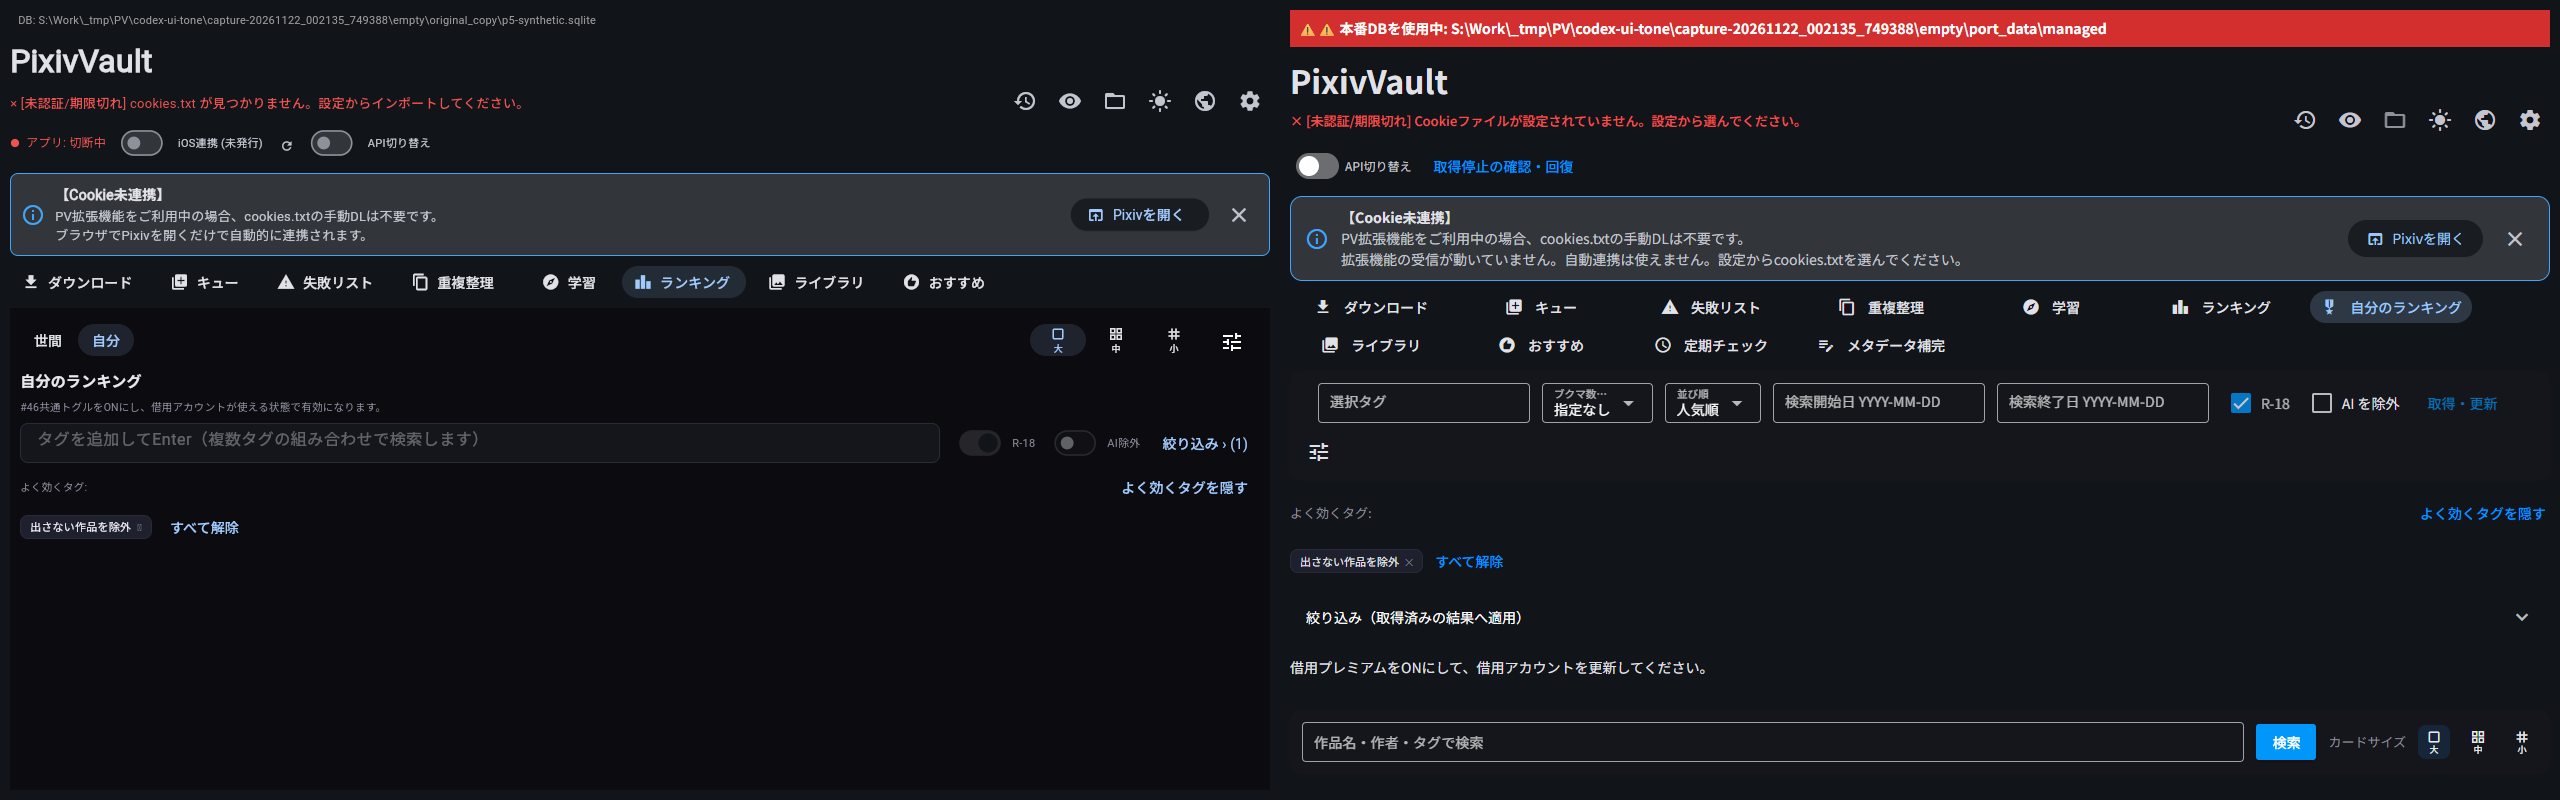 DB: S:\Work\_tmp\PV\codex-ui-tone\capture-20261122_002135_749388\empty\original_copy\p5-synthetic.sqlite
PixivVault
× [未認証/期限切れ] cookies.txt が見つかりません。設定からインポートしてください。
アプリ: 切断中
iOS連携 (未発行)
API切り替え
【Cookie未連携】
PV拡張機能をご利用中の場合、cookies.txtの手動DLは不要です。
ブラウザでPixivを開くだけで自動的に連携されます。
Pixivを開く
ダウンロード
キュー
失敗リスト
重複整理
学習
ランキング
ライブラリ
おすすめ
世間
自分
大
中
小
自分のランキング
#46共通トグルをONにし、借用アカウントが使える状態で有効になります。
タグを追加してEnter（複数タグの組み合わせで検索します）
R-18
AI除外
絞り込み › (1)
よく効くタグ:
よく効くタグを隠す
出さない作品を除外
すべて解除
本番DBを使用中: S:\Work\_tmp\PV\codex-ui-tone\capture-20261122_002135_749388\empty\port_data\managed
PixivVault
× [未認証/期限切れ] Cookieファイルが設定されていません。設定から選んでください。
API切り替え
取得停止の確認・回復
【Cookie未連携】
PV拡張機能をご利用中の場合、cookies.txtの手動DLは不要です。
拡張機能の受信が動いていません。自動連携は使えません。設定からcookies.txtを選んでください。
Pixivを開く
ダウンロード
キュー
失敗リスト
重複整理
学習
ランキング
自分のランキング
ライブラリ
おすすめ
定期チェック
メタデータ補完
選択タグ
ブクマ数…
指定なし
並び順
人気順
検索開始日 YYYY-MM-DD
検索終了日 YYYY-MM-DD
R-18
AI を除外
取得・更新
よく効くタグ:
よく効くタグを隠す
出さない作品を除外 ×
すべて解除
絞り込み（取得済みの結果へ適用）
借用プレミアムをONにして、借用アカウントを更新してください。
作品名・作者・タグで検索
検索
カードサイズ
大
中
小